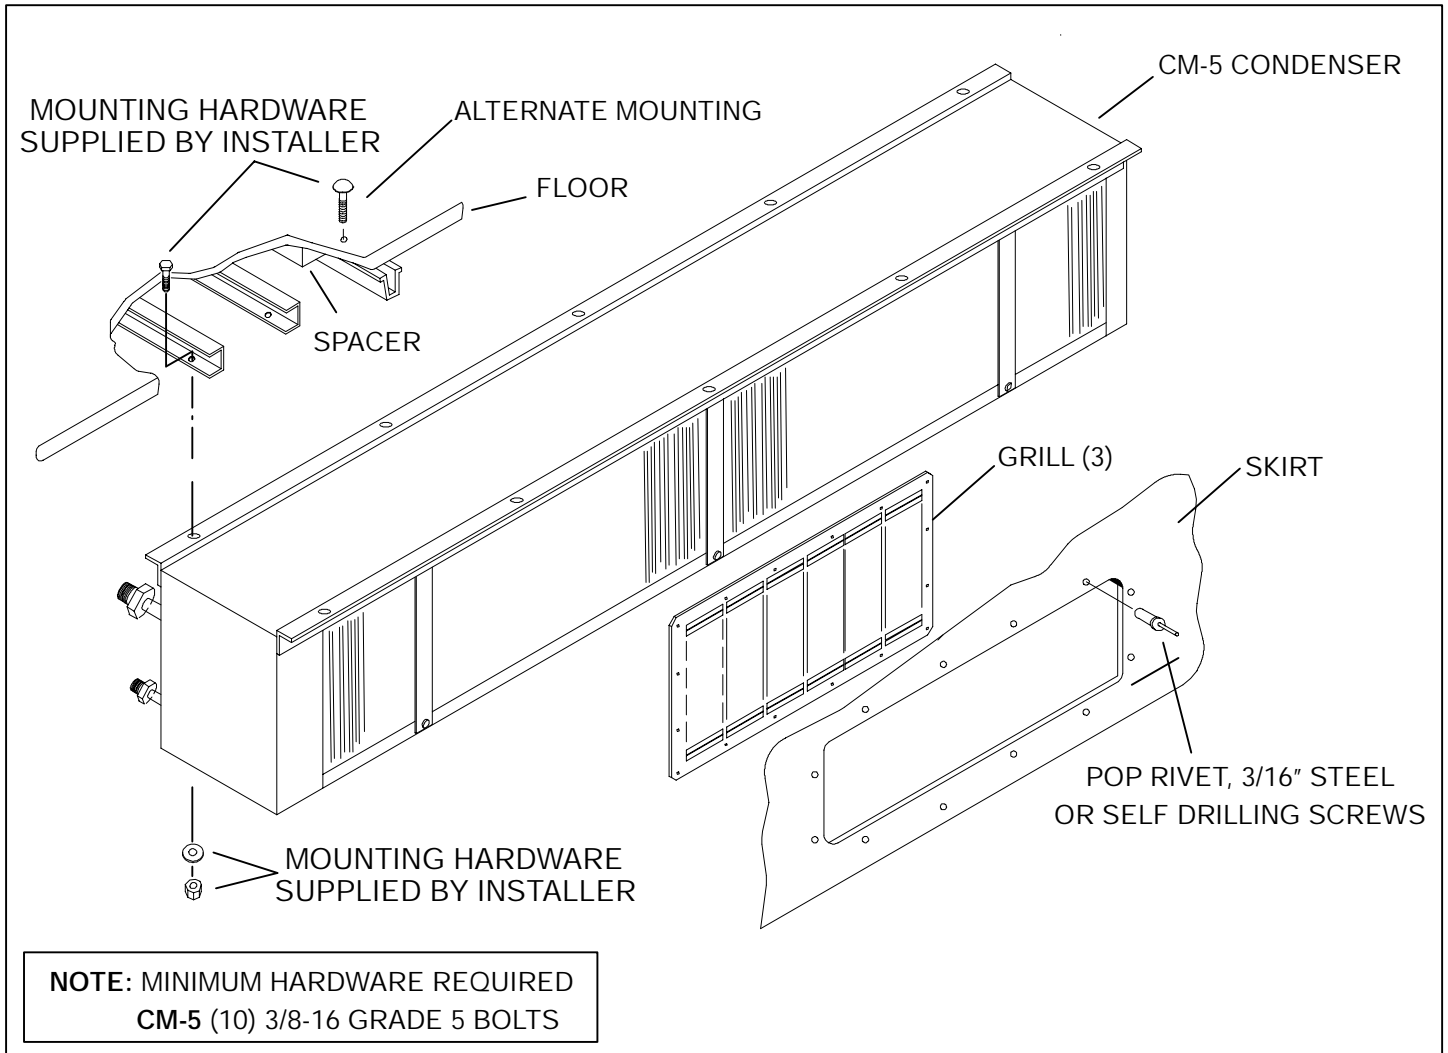 CM-5 CONDENSER
MOUNTING HARDWARE
SUPPLIED BY INSTALLER
ALTERNATE MOUNTING
FLOOR
SPACER
GRILL (3)
SKIRT
POP RIVET, 3/16" STEEL
OR SELF DRILLING SCREWS
MOUNTING HARDWARE
SUPPLIED BY INSTALLER
NOTE: MINIMUM HARDWARE REQUIRED
CM-5 (10) 3/8-16 GRADE 5 BOLTS